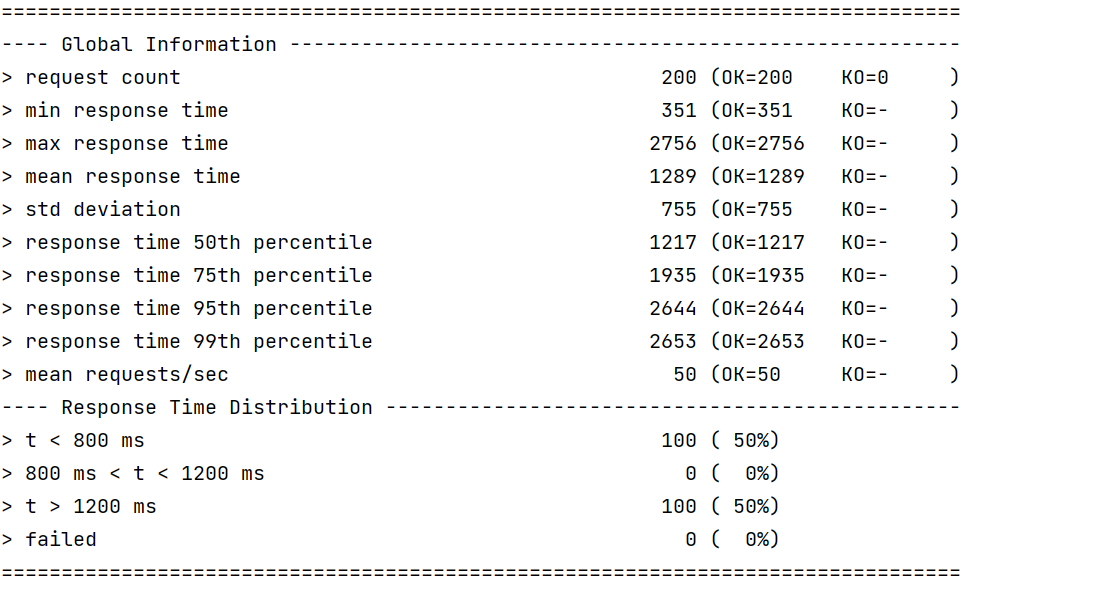 ================================================================================
---- Global Information --------------------------------------------------------
> request count                                        200 (OK=200    KO=0     )
> min response time                                    351 (OK=351    KO=-     )
> max response time                                   2756 (OK=2756   KO=-     )
> mean response time                                  1289 (OK=1289   KO=-     )
> std deviation                                        755 (OK=755    KO=-     )
> response time 50th percentile                       1217 (OK=1217   KO=-     )
> response time 75th percentile                       1935 (OK=1935   KO=-     )
> response time 95th percentile                       2644 (OK=2644   KO=-     )
> response time 99th percentile                       2653 (OK=2653   KO=-     )
> mean requests/sec                                     50 (OK=50     KO=-     )
---- Response Time Distribution ------------------------------------------------
> t < 800 ms                                           100 ( 50%)
> 800 ms < t < 1200 ms                                   0 (  0%)
> t > 1200 ms                                          100 ( 50%)
> failed                                                 0 (  0%)
================================================================================